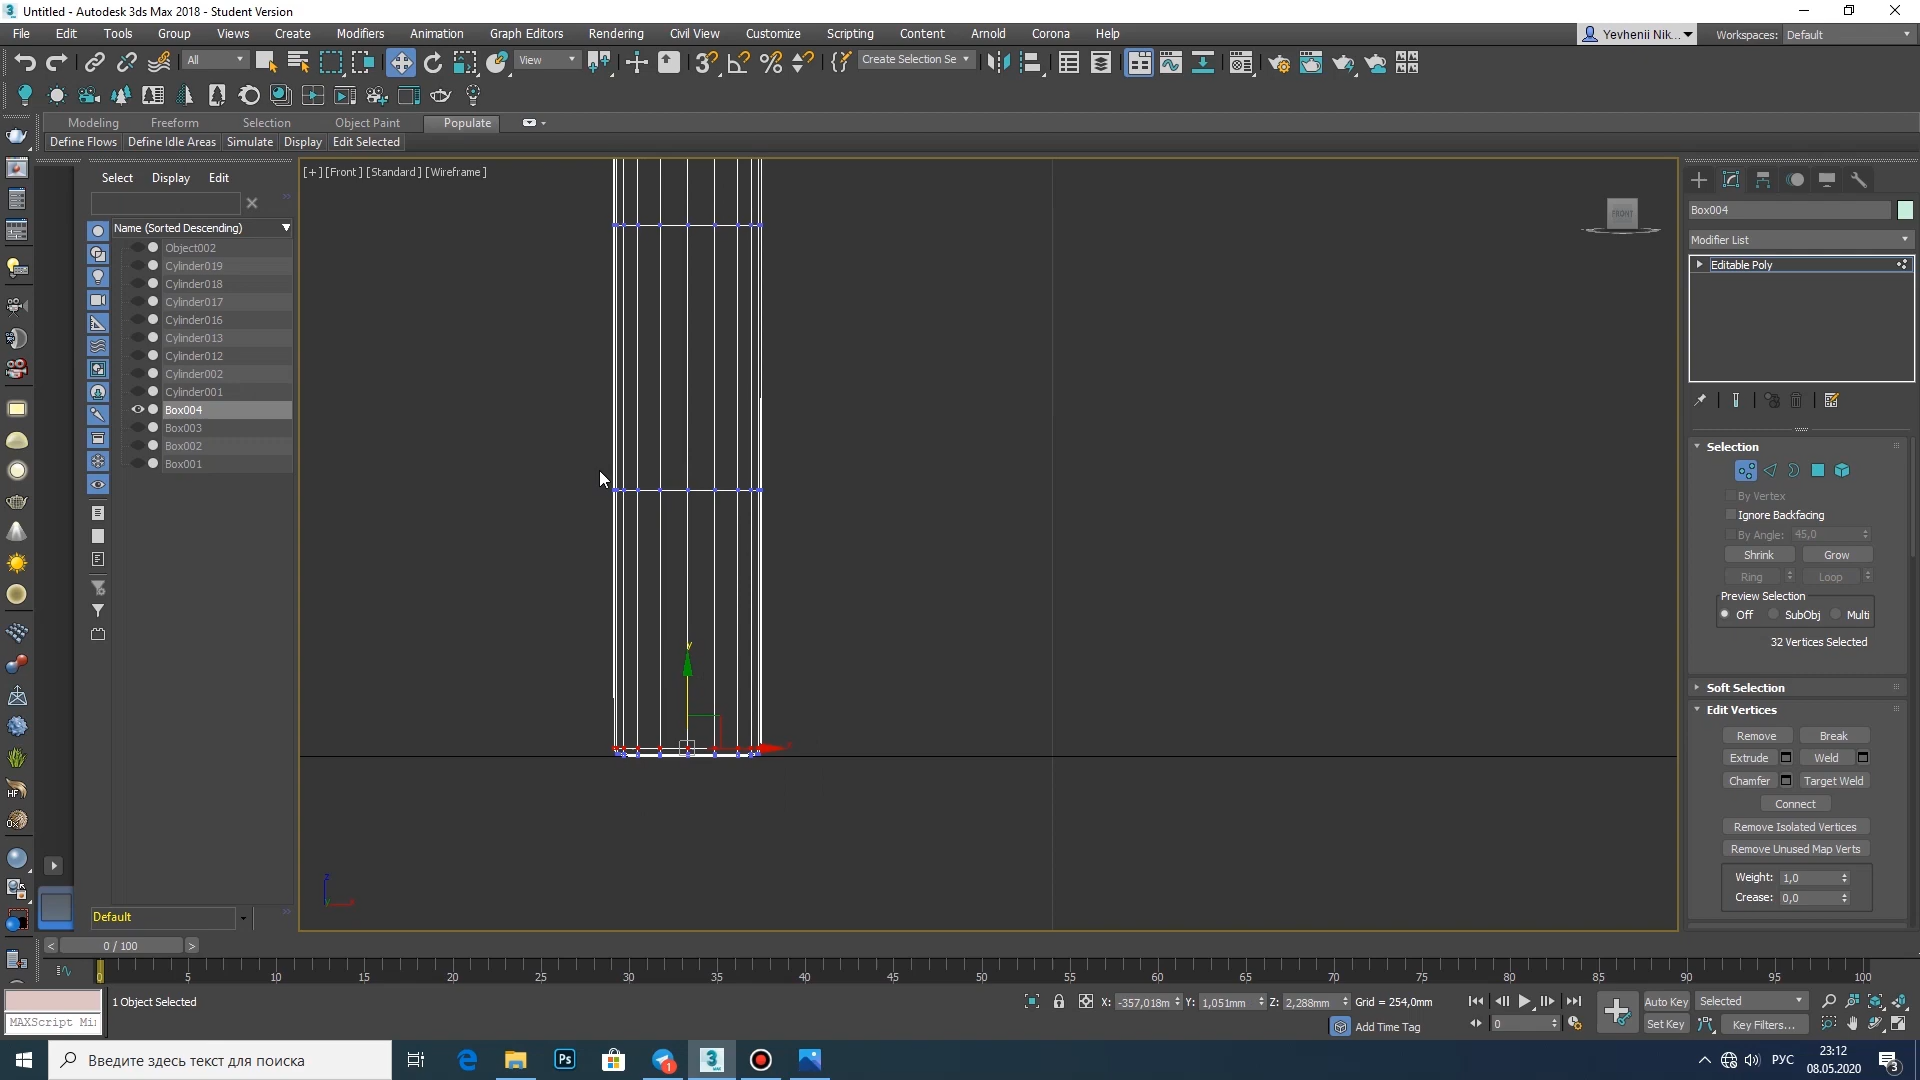 Untitled - Autodesk 3ds Max 2018 - Student Version
File Edit Tools Group Views Create Modifiers Animation Graph Editors Rendering Civil View Customize Scripting Content Arnold Corona Help
Yevhenii Nik...
Workspaces: Default
All
View
Create Selection Se
Modeling Freeform Selection Object Paint Populate
Define Flows Define Idle Areas Simulate Display Edit Selected
Select Display Edit
Name (Sorted Descending)
Object002
Cylinder019
Cylinder018
Cylinder017
Cylinder016
Cylinder013
Cylinder012
Cylinder002
Cylinder001
Box004
Box003
Box002
Box001
Default
[+] [Front] [Standard] [Wireframe]
FRONT
y
x
z
Box004
Modifier List
Editable Poly
Selection
By Vertex
Ignore Backfacing
By Angle: 45,0
Shrink Grow
Ring Loop
Preview Selection
Off SubObj Multi
32 Vertices Selected
Soft Selection
Edit Vertices
Remove Break
Extrude Weld
Chamfer Target Weld
Connect
Remove Isolated Vertices
Remove Unused Map Verts
Weight: 1,0
Crease: 0,0
< 0 / 100 >
0 5 10 15 20 25 30 35 40 45 50 55 60 65 70 75 80 85 90 95 100
MAXScript Mi
1 Object Selected
X: -357,018m Y: 1,051mm Z: 2,288mm Grid = 254,0mm
Add Time Tag
0
Auto Key Selected
Set Key Key Filters...
Введите здесь текст для поиска
Ps
1
3
РУС
23:12
08.05.2020
3